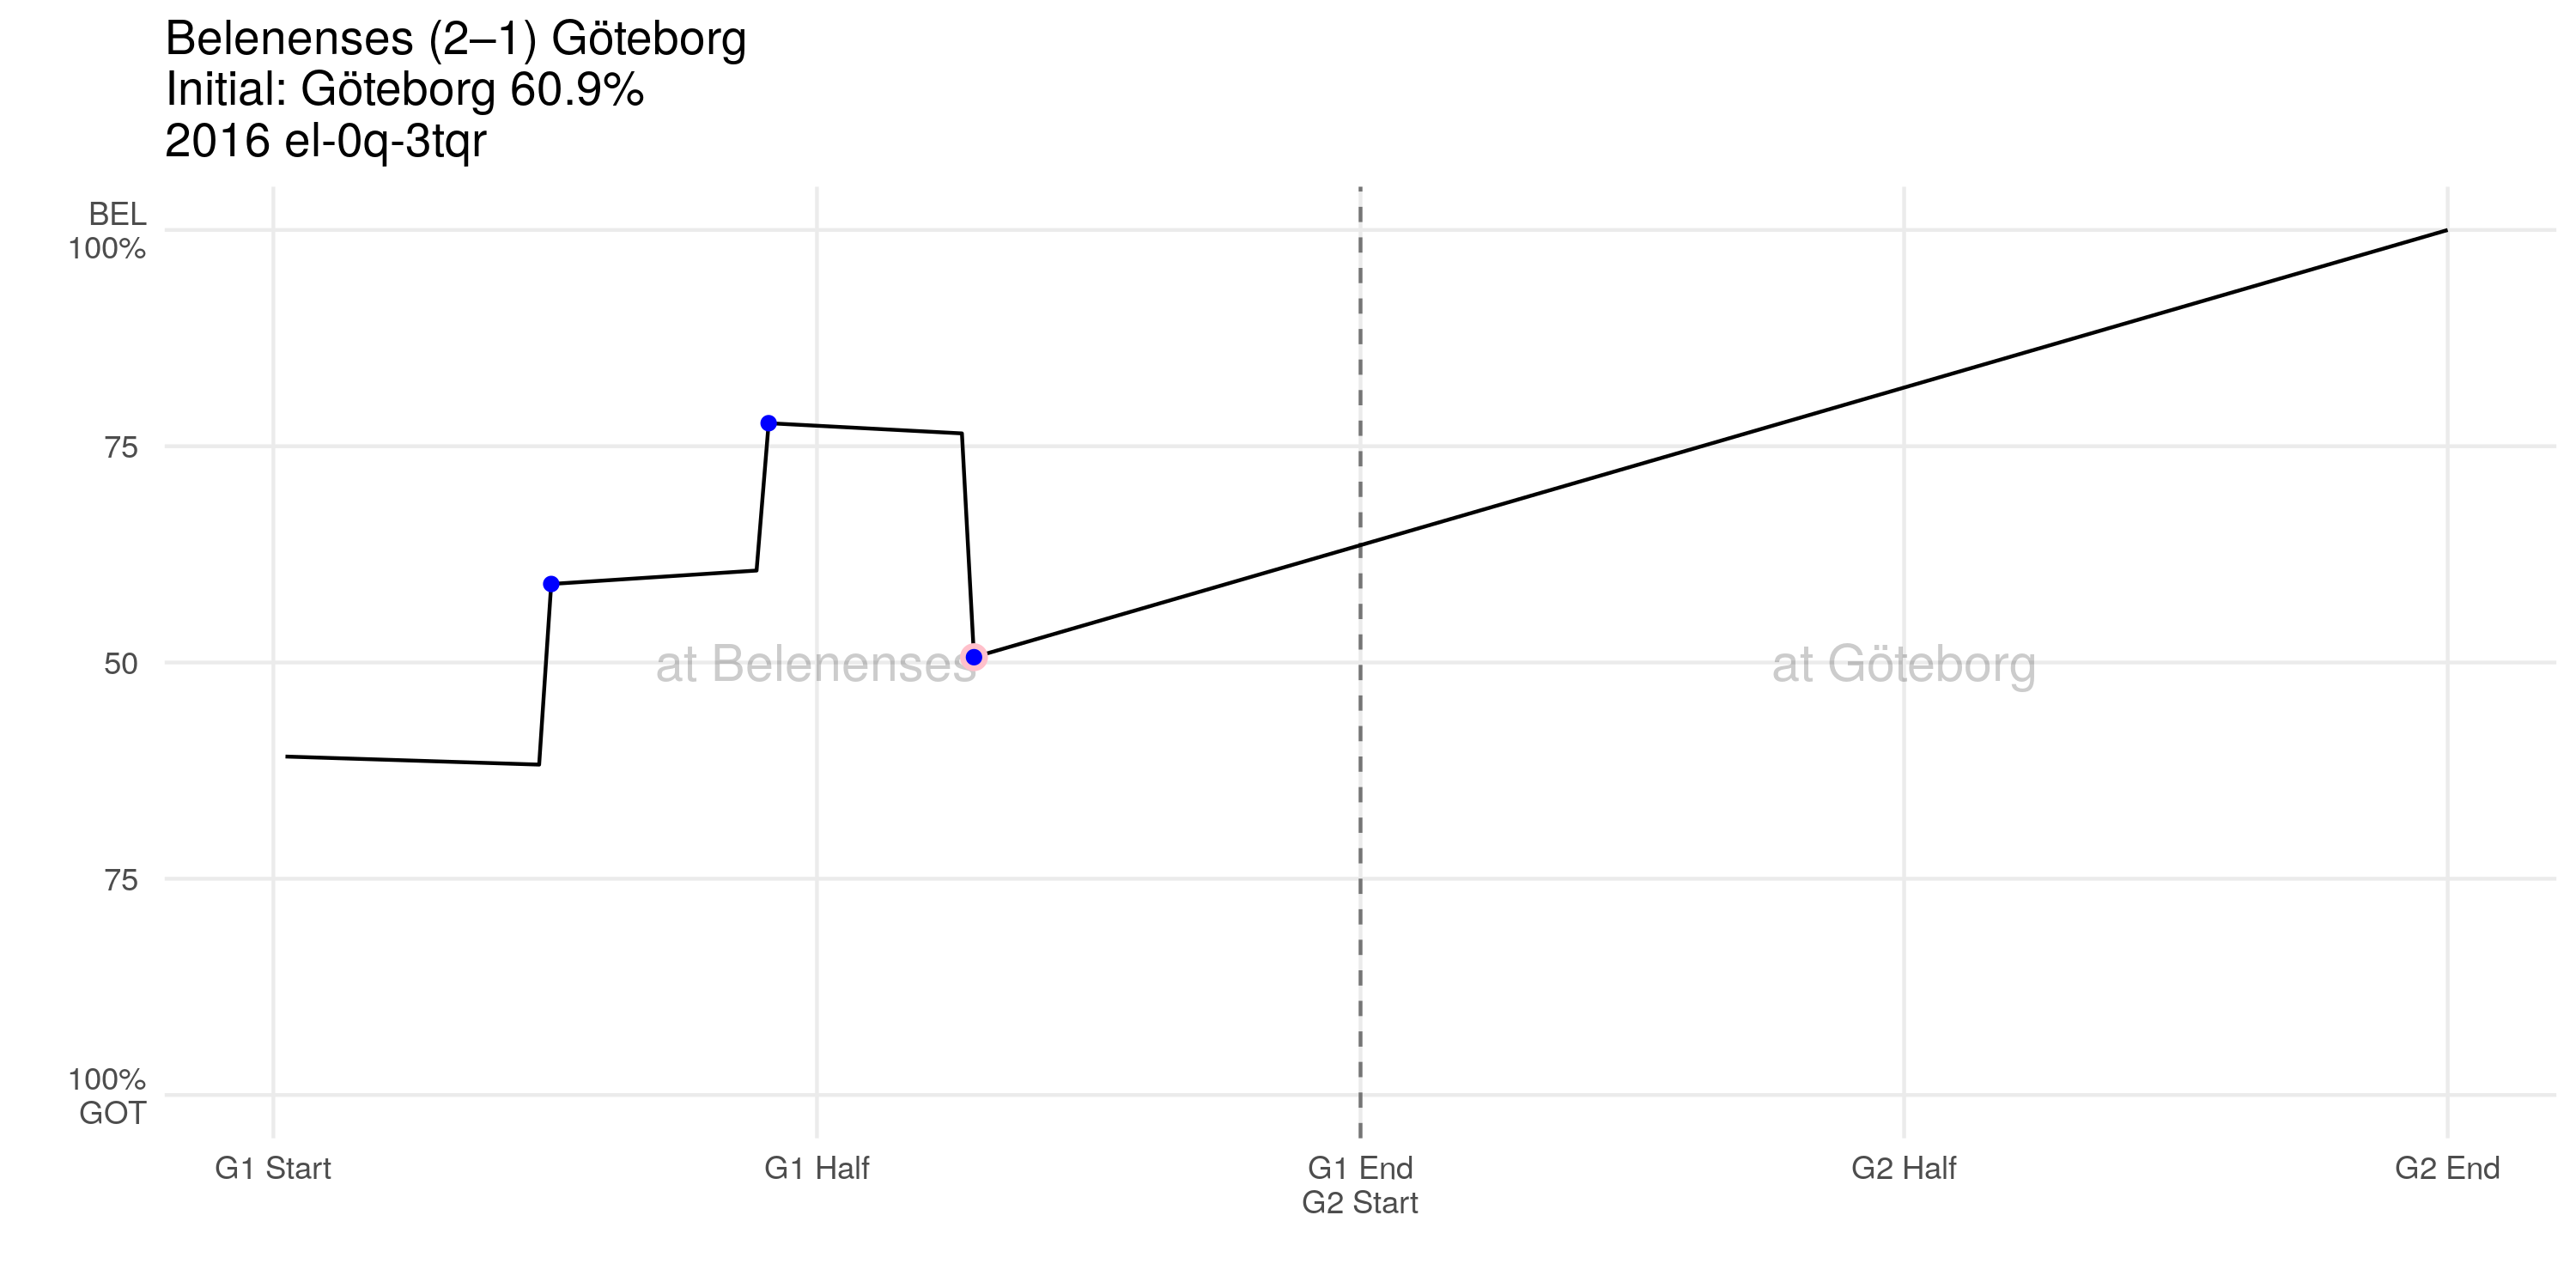 Belenenses (2–1) Göteborg
Initial: Göteborg 60.9%
2016 el-0q-3tqr
BEL
100%
75
50
75
100%
GOT
at Belenenses
at Göteborg
G1 Start
G1 Half
G1 End
G2 Start
G2 Half
G2 End